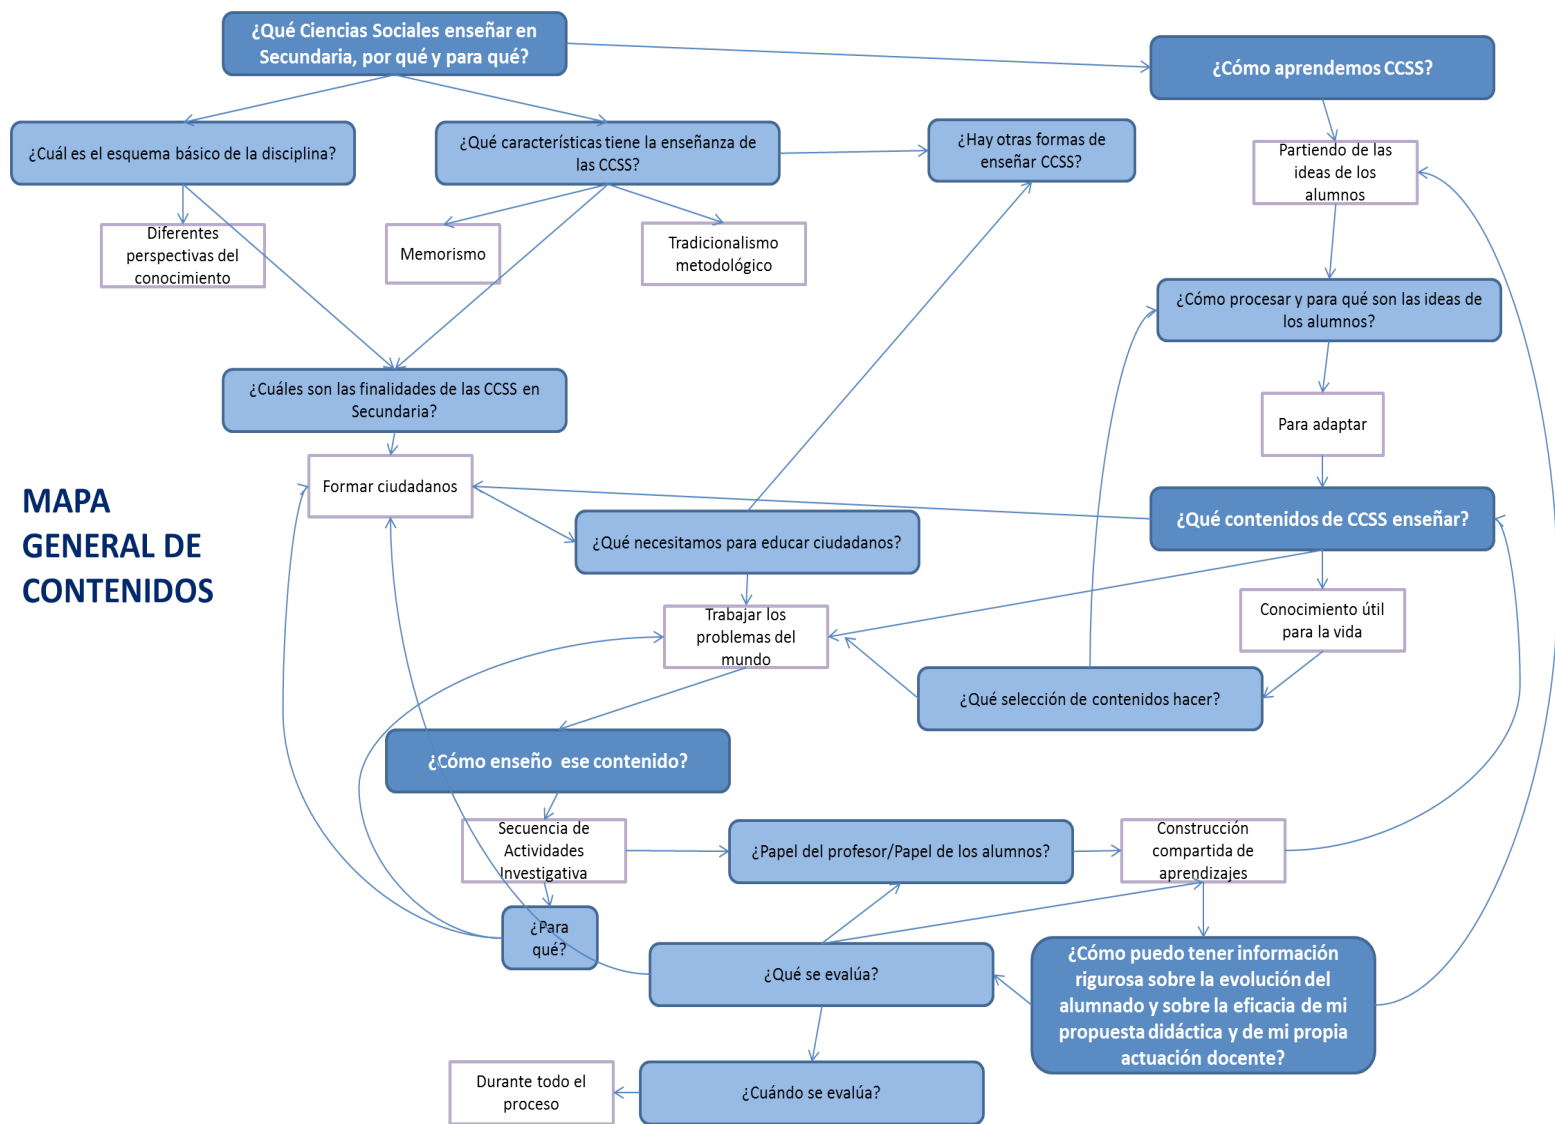 ¿Qué Ciencias Sociales enseñar en
Secundaria, por qué y para qué?
¿Cómo aprendemos CCSS?
¿Cuál es el esquema básico de la disciplina?
¿Qué características tiene la enseñanza de
las CCSS?
¿Hay otras formas de
enseñar CCSS?
Partiendo de las
ideas de los
alumnos
Diferentes
perspectivas del
conocimiento
Memorismo
Tradicionalismo
metodológico
¿Cómo procesar y para qué son las ideas de
los alumnos?
¿Cuáles son las finalidades de las CCSS en
Secundaria?
Para adaptar
Formar ciudadanos
MAPA
GENERAL DE
CONTENIDOS
¿Qué necesitamos para educar ciudadanos?
¿Qué contenidos de CCSS enseñar?
Trabajar los
problemas del
mundo
Conocimiento útil
para la vida
¿Qué selección de contenidos hacer?
¿Cómo enseño  ese contenido?
Secuencia de
Actividades
Investigativa
¿Papel del profesor/Papel de los alumnos?
Construcción
compartida de
aprendizajes
¿Para
qué?
¿Qué se evalúa?
¿Cómo puedo tener información
rigurosa sobre la evolución del
alumnado y sobre la eficacia de mi
propuesta didáctica y de mi propia
actuación docente?
Durante todo el
proceso
¿Cuándo se evalúa?